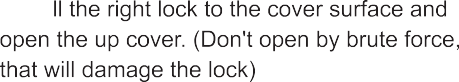 ll the right lock to the cover surface and
open the up cover. (Don't open by brute force,
that will damage the lock)